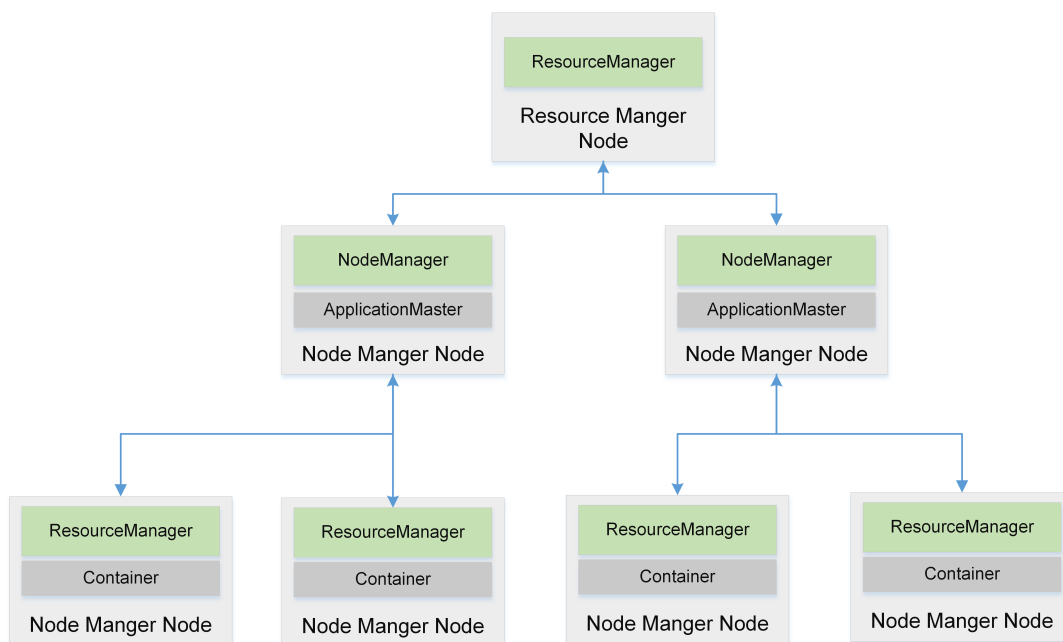 ResourceManager
Resource Manger
Node
NodeManager
ApplicationMaster
Node Manger Node
NodeManager
ApplicationMaster
Node Manger Node
ResourceManager
Container
Node Manger Node
ResourceManager
Container
Node Manger Node
ResourceManager
Container
Node Manger Node
ResourceManager
Container
Node Manger Node